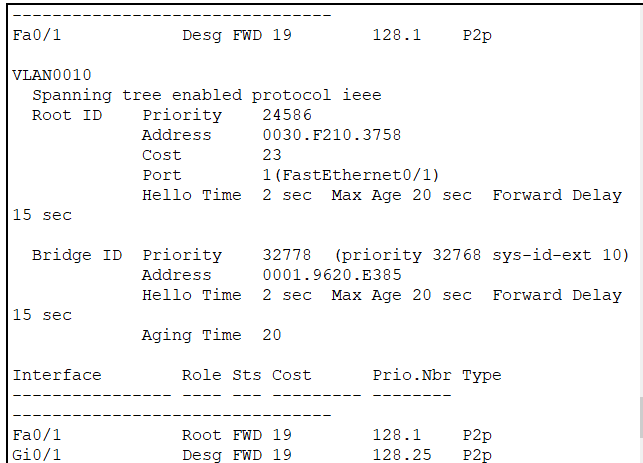 --------------------------------
Fa0/1            Desg FWD 19        128.1    P2p
VLAN0010
  Spanning tree enabled protocol ieee
  Root ID    Priority    24586
             Address     0030.F210.3758
             Cost        23
             Port        1(FastEthernet0/1)
             Hello Time  2 sec  Max Age 20 sec  Forward Delay
15 sec
  Bridge ID  Priority    32778  (priority 32768 sys-id-ext 10)
             Address     0001.9620.E385
             Hello Time  2 sec  Max Age 20 sec  Forward Delay
15 sec
             Aging Time  20
Interface        Role Sts Cost      Prio.Nbr Type
---------------- ---- --- --------- --------
--------------------------------
Fa0/1            Root FWD 19        128.1    P2p
Gi0/1            Desg FWD 19        128.25   P2p